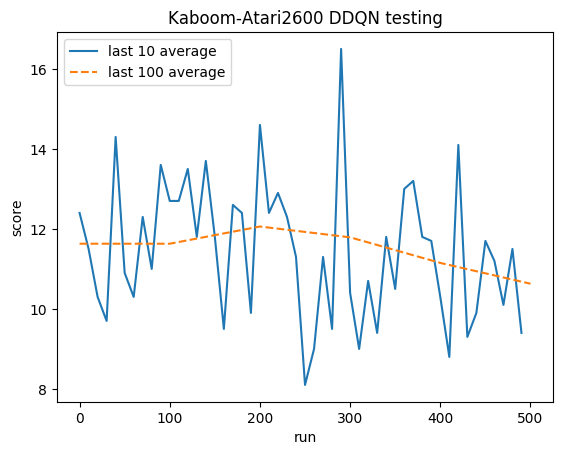 Kaboom-Atari2600 DDQN testing
last 10 average
last 100 average
score
16
14
12
10
8
0
100
200
300
400
500
run